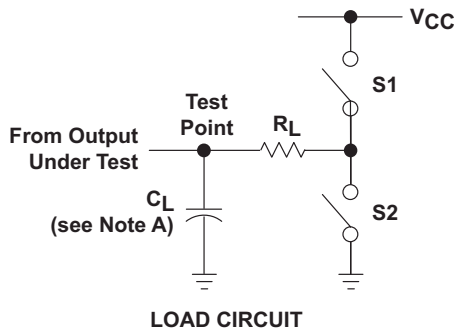 VCC
S1
Test
Point
RL
From Output
Under Test
CL
(see Note A)
S2
LOAD CIRCUIT